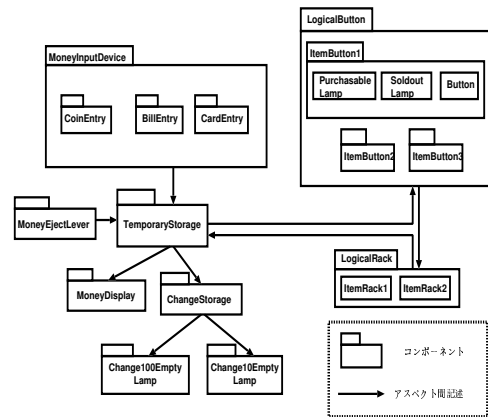 LogicalButton
MoneyInputDevice
ItemButton1
Purchasable
Lamp
Soldout
Lamp
Button
CoinEntry
BillEntry
CardEntry
ItemButton2
ItemButton3
MoneyEjectLever
TemporaryStorage
LogicalRack
MoneyDisplay
ChangeStorage
ItemRack1
ItemRack2
Change100Empty
Lamp
Change10Empty
Lamp
コンポーネント
アスペクト間記述